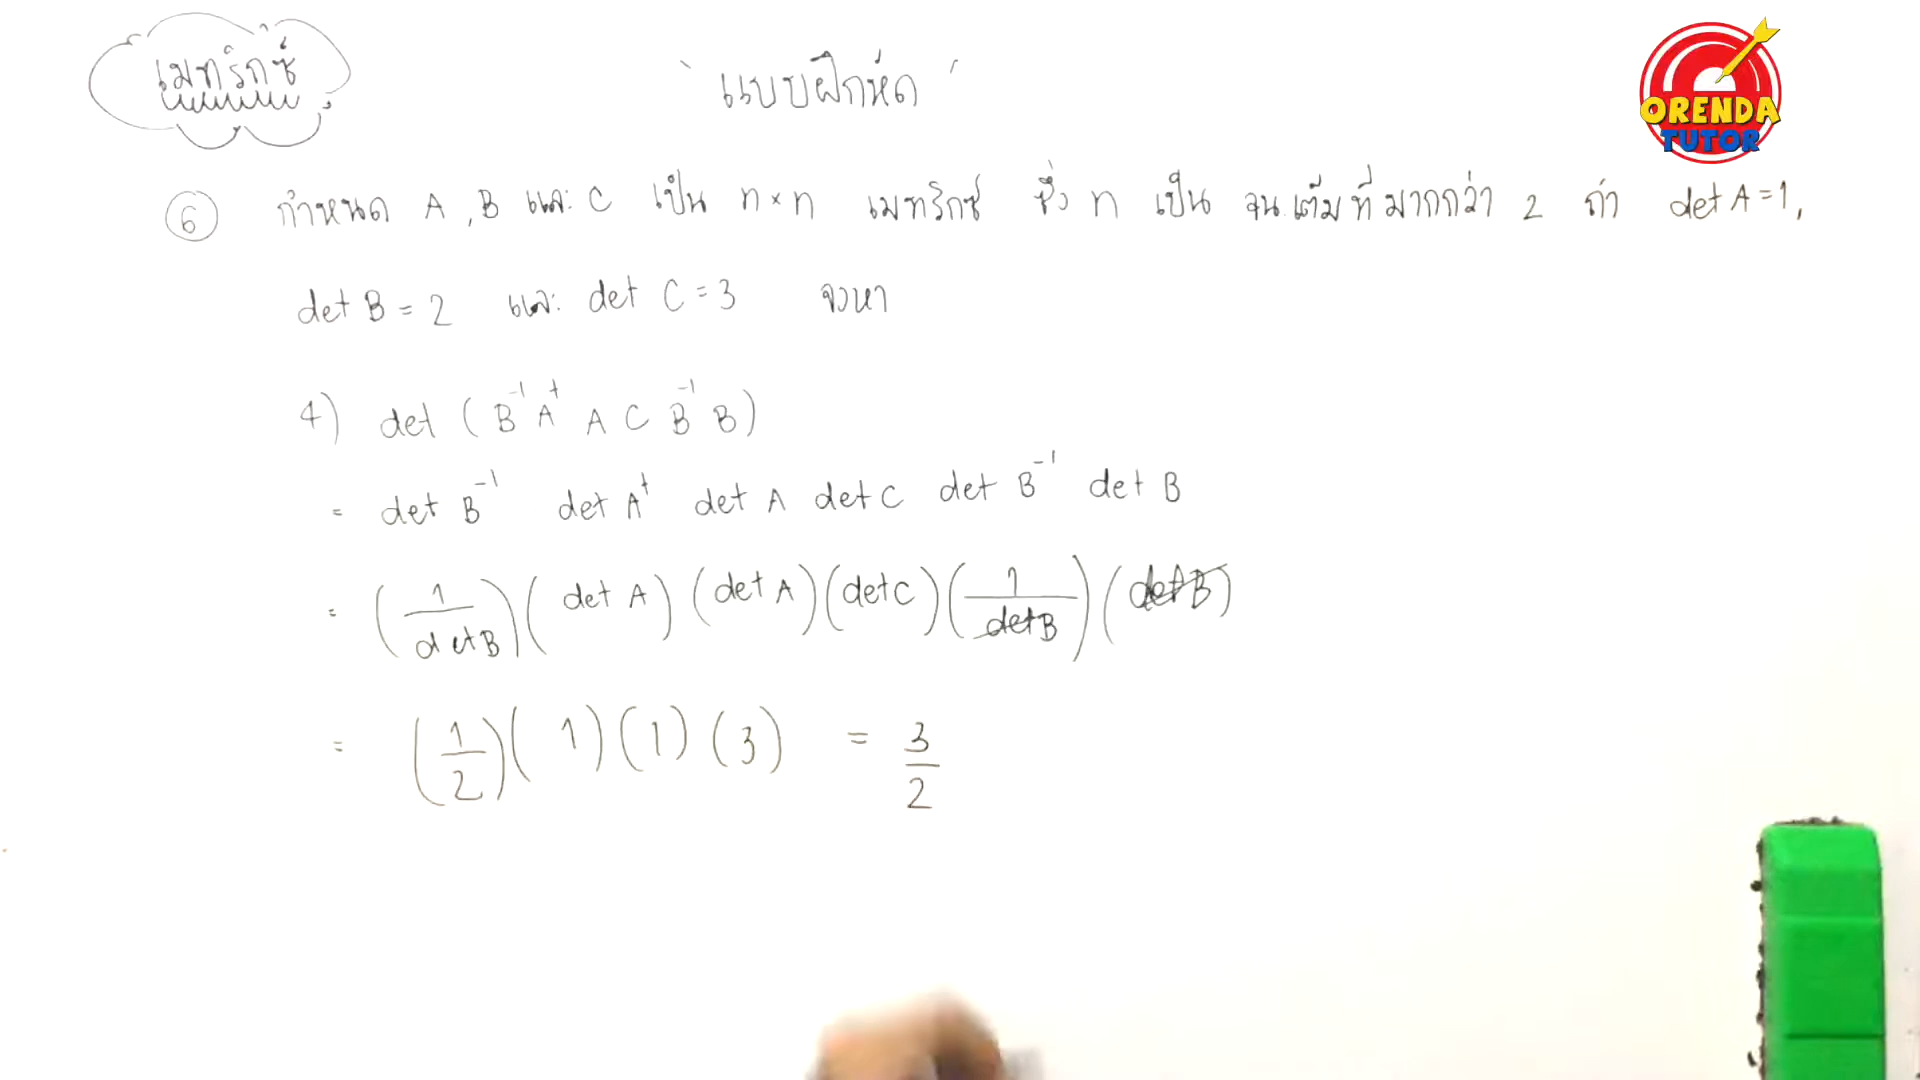 เมทริกซ์
" แบบฝึกหัด "
ORENDA
TUTOR
6 กำหนด A , B และ C เป็น n × n เมทริกซ์ ซึ่ง n เป็น จน.เต็ม ที่ มากกว่า 2 ถ้า det A = 1 ,
det B = 2 และ det C = 3 จงหา
4) det ( B⁻¹ Aᵗ A C B⁻¹ B )
= det B⁻¹ det Aᵗ det A det C det B⁻¹ det B
= (1/det B) (det A) (det A) (det C) (1/det B) (det B)
= (1/2) (1) (1) (3) = 3/2